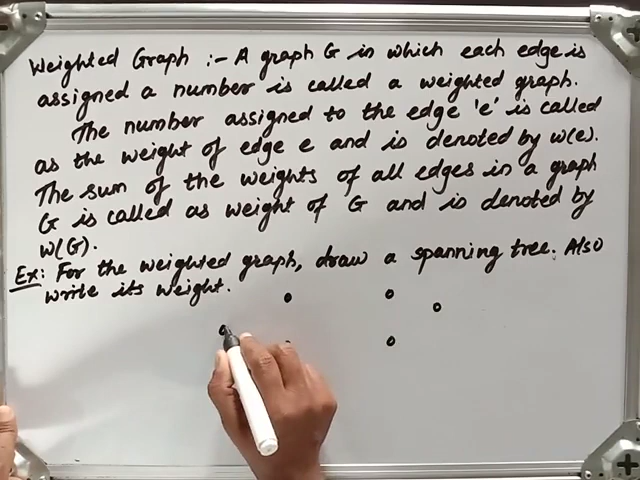 Weighted Graph :- A graph G in which each edge is
assigned a number is called a weighted graph.
The number assigned to the edge 'e' is called
as the weight of edge e and is denoted by w(e).
The sum of the weights of all edges in a graph
G is called as weight of G and is denoted by
W(G).
Ex: For the weighted graph, draw a spanning tree. Also
write its weight.